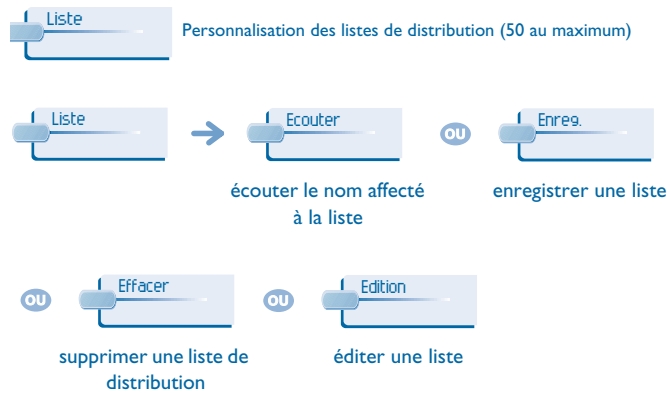 Liste
Personnalisation des listes de distribution (50 au maximum)
Liste
Ecouter
OU
Enreg.
écouter le nom affecté
à la liste
enregistrer une liste
OU
Effacer
OU
Edition
supprimer une liste de
distribution
éditer une liste